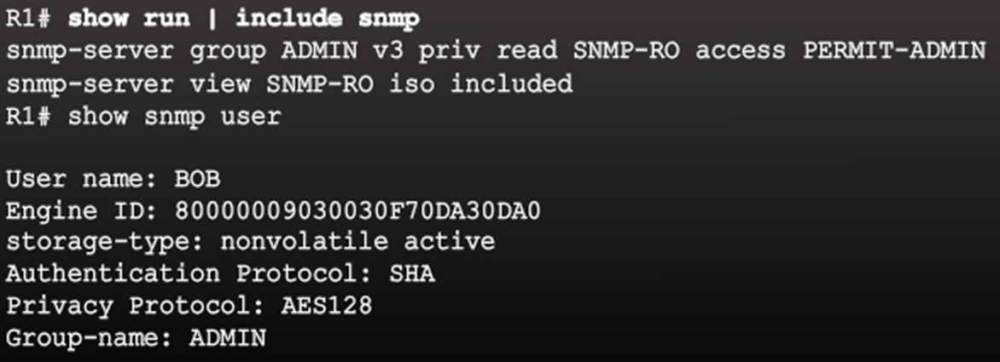 R1# show run | include snmp
snmp-server group ADMIN v3 priv read SNMP-RO access PERMIT-ADMIN
snmp-server view SNMP-RO iso included
R1# show snmp user
User name: BOB
Engine ID: 80000009030030F70DA30DA0
storage-type: nonvolatile active
Authentication Protocol: SHA
Privacy Protocol: AES128
Group-name: ADMIN